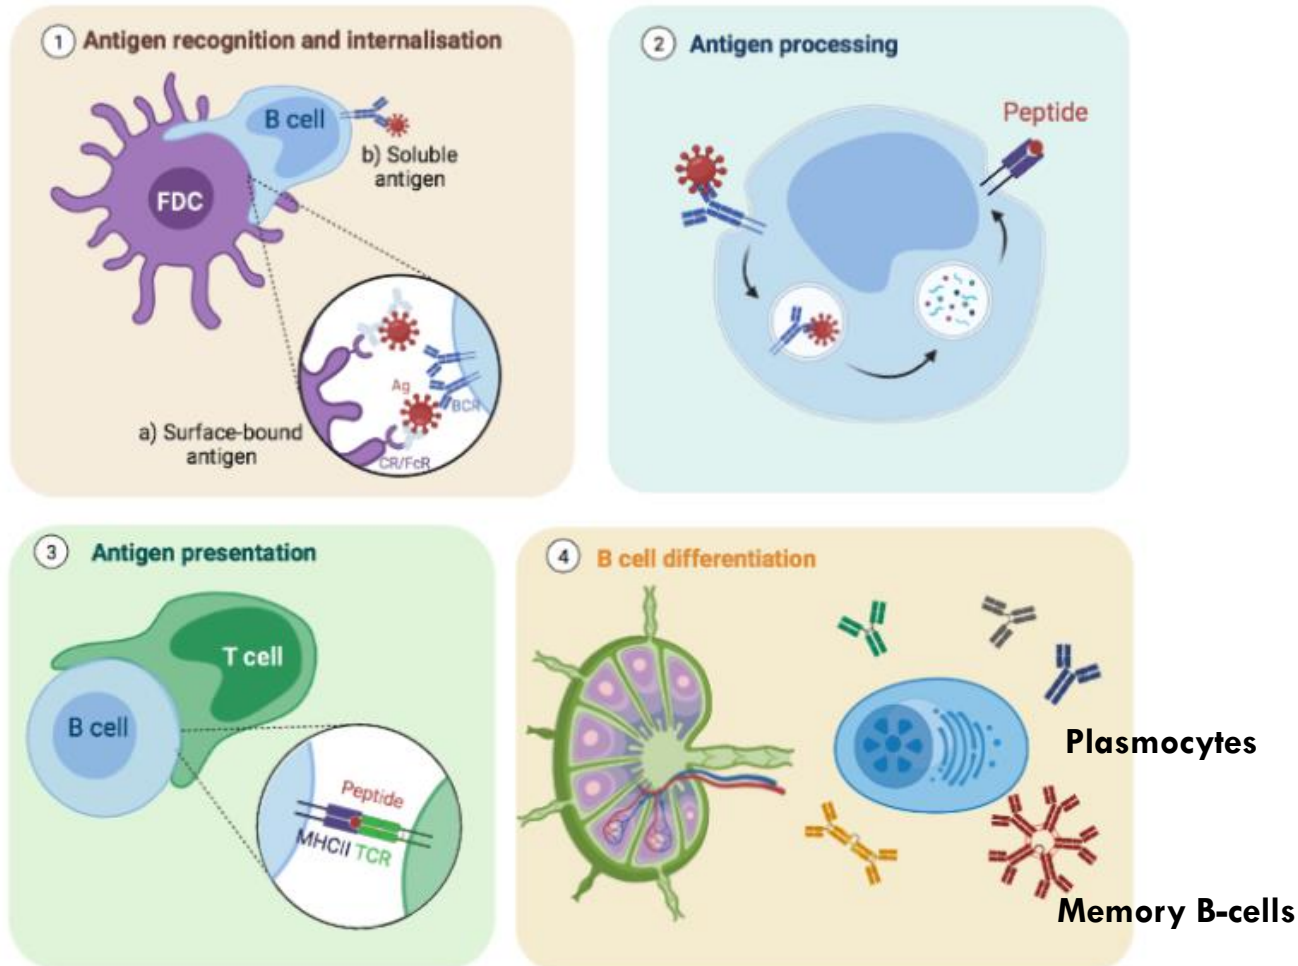 1 Antigen recognition and internalisation
B cell
b) Soluble
antigen
FDC
Ag
BCR
a) Surface-bound
antigen
CR/FcR
2 Antigen processing
Peptide
3 Antigen presentation
T cell
B cell
Peptide
MHCII TCR
4 B cell differentiation
Plasmocytes
Memory B-cells